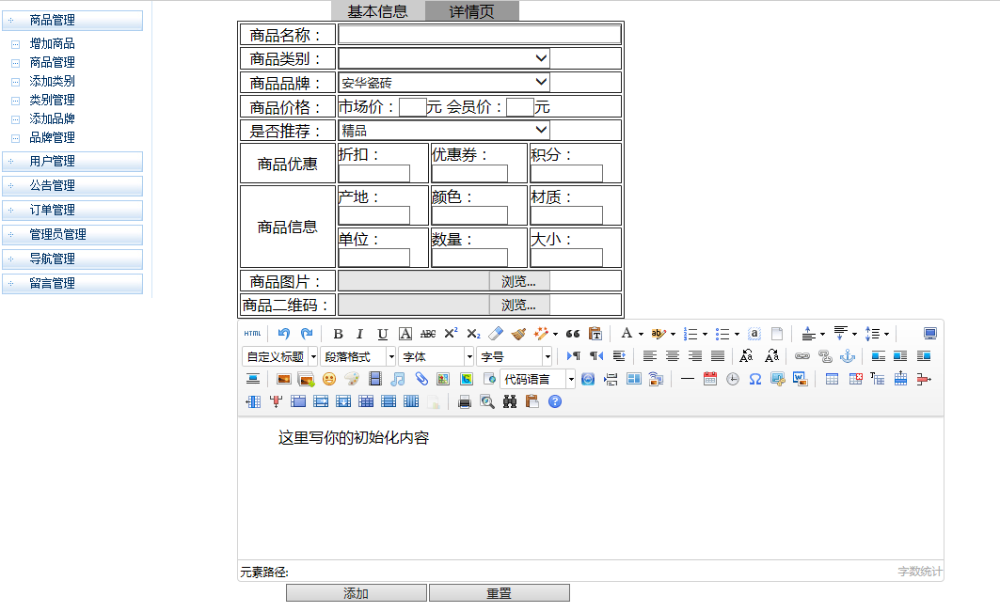 基本信息 详情页
商品管理
增加商品
商品管理
添加类别
类别管理
添加品牌
品牌管理
用户管理
公告管理
订单管理
管理员管理
导航管理
留言管理
商品名称：
商品类别：
商品品牌： 安华瓷砖
商品价格： 市场价： 元 会员价： 元
是否推荐： 精品
商品优惠 折扣： 优惠券： 积分：
商品信息 产地： 颜色： 材质：
单位： 数量： 大小：
商品图片： 浏览...
商品二维码： 浏览...
HTML B I U A ABC X² X₂ A ab a
自定义标题 段落格式 字体 字号 Aa Aa
代码语言 Ω W T
这里写你的初始化内容
元素路径: 字数统计
添加 重置